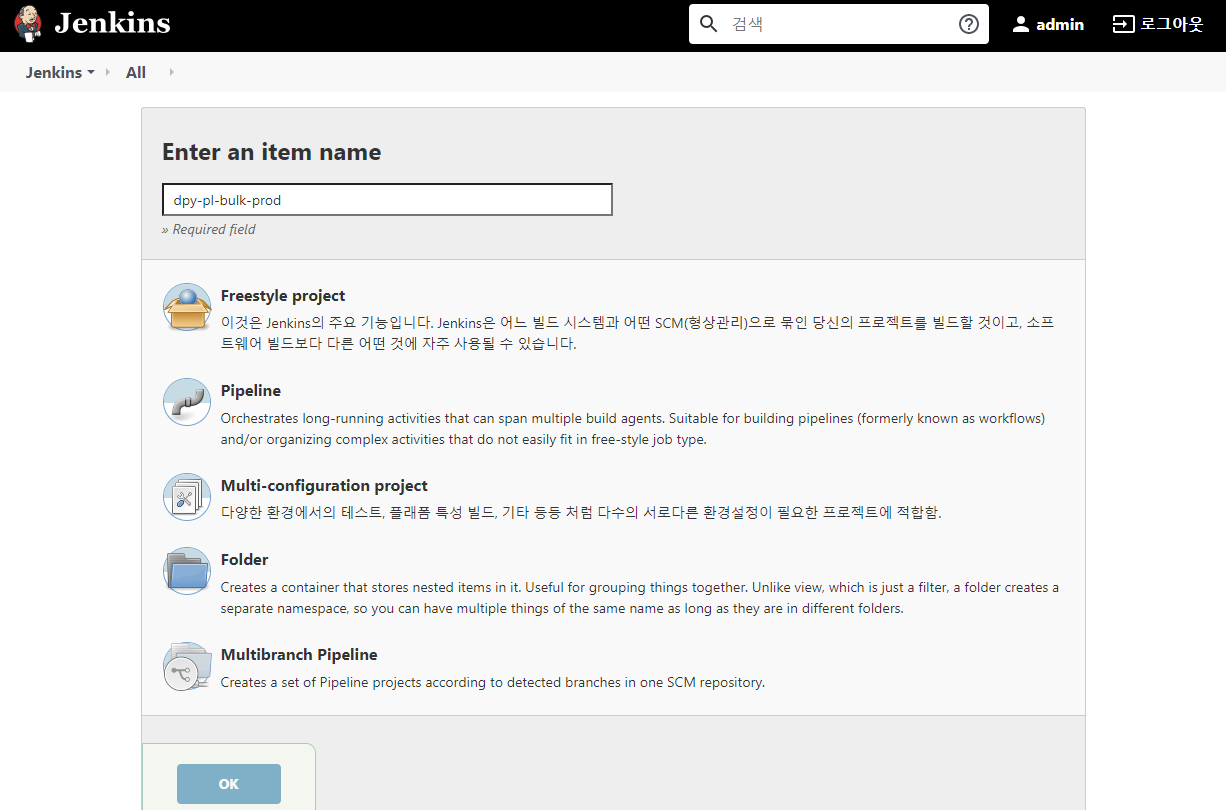 Jenkins
검색
admin
로그아웃
Jenkins
All
Enter an item name
dpy-pl-bulk-prod
» Required field
Freestyle project
이것은 Jenkins의 주요 기능입니다. Jenkins은 어느 빌드 시스템과 어떤 SCM(형상관리)으로 묶인 당신의 프로젝트를 빌드할 것이고, 소프
트웨어 빌드보다 다른 어떤 것에 자주 사용될 수 있습니다.
Pipeline
Orchestrates long-running activities that can span multiple build agents. Suitable for building pipelines (formerly known as workflows)
and/or organizing complex activities that do not easily fit in free-style job type.
Multi-configuration project
다양한 환경에서의 테스트, 플래폼 특성 빌드, 기타 등등 처럼 다수의 서로다른 환경설정이 필요한 프로젝트에 적합함.
Folder
Creates a container that stores nested items in it. Useful for grouping things together. Unlike view, which is just a filter, a folder creates a
separate namespace, so you can have multiple things of the same name as long as they are in different folders.
Multibranch Pipeline
Creates a set of Pipeline projects according to detected branches in one SCM repository.
OK